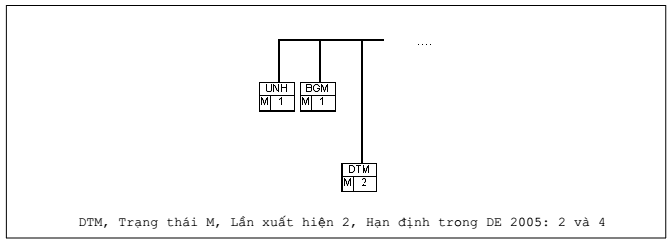 ....
UNH BGM
M 1 M 1
DTM
M 2
DTM, Trạng thái M, Lần xuất hiện 2, Hạn định trong DE 2005: 2 và 4